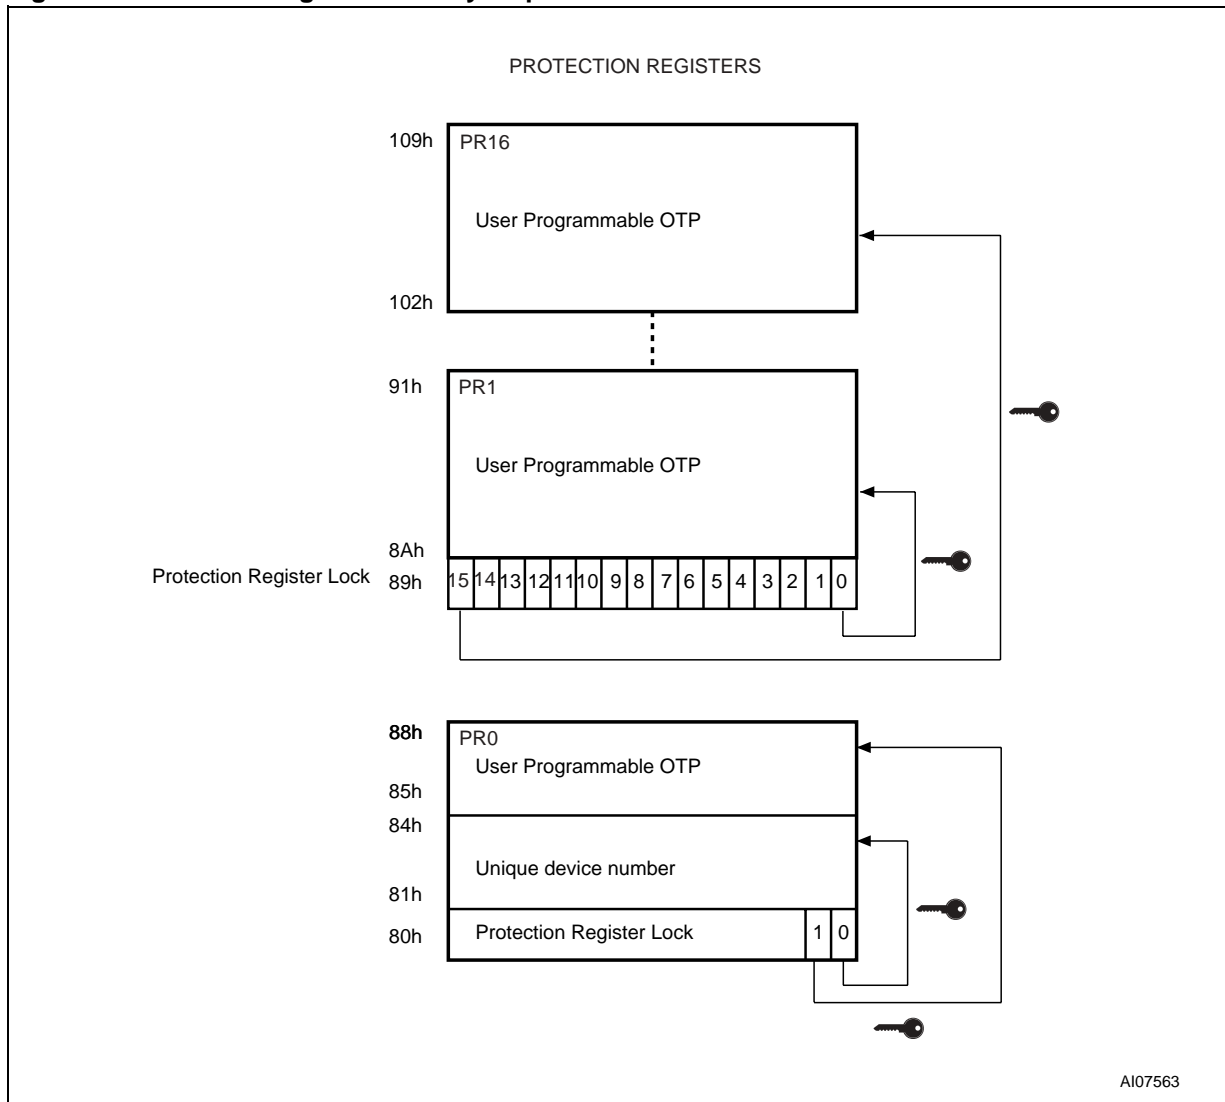 PROTECTION REGISTERS
109h
PR16
User Programmable OTP
102h
91h
PR1
User Programmable OTP
8Ah
Protection Register Lock 89h 15 14 13 12 11 10 9 8 7 6 5 4 3 2 1 0
88h
PR0
User Programmable OTP
85h
84h
Unique device number
81h
80h Protection Register Lock 1 0
AI07563